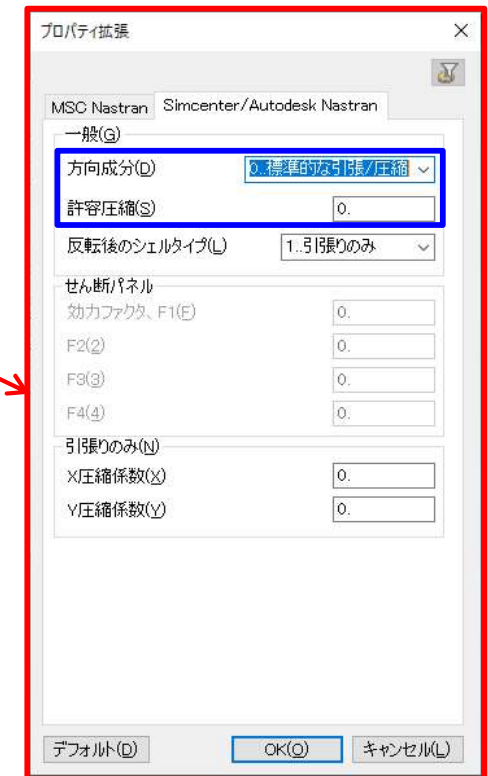 プロパティ拡張
MSC Nastran Simcenter/Autodesk Nastran
一般(G)
方向成分(D) 0..標準的な引張/圧縮
許容圧縮(S) 0.
反転後のシェルタイプ(L) 1..引張りのみ
せん断パネル
効力ファクタ、F1(F) 0.
F2(2) 0.
F3(3) 0.
F4(4) 0.
引張りのみ(N)
X圧縮係数(X) 0.
Y圧縮係数(Y) 0.
デフォルト(D) OK(O) キャンセル(L)